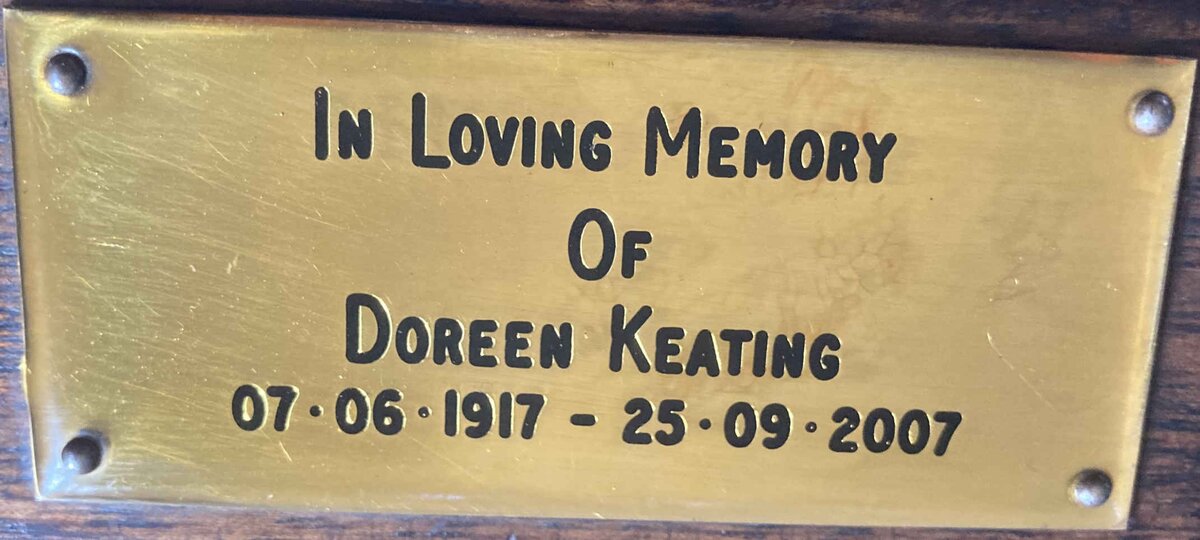 In Loving Memory
Of
Doreen Keating
07·06·1917 - 25·09·2007